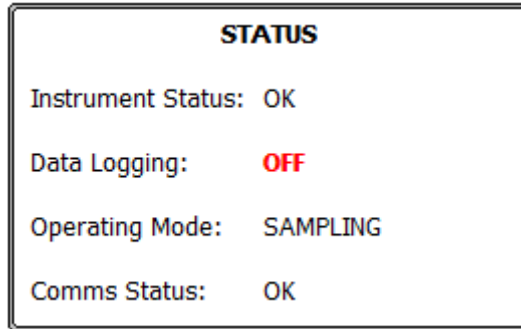 STATUS
Instrument Status: OK
Data Logging: OFF
Operating Mode: SAMPLING
Comms Status: OK